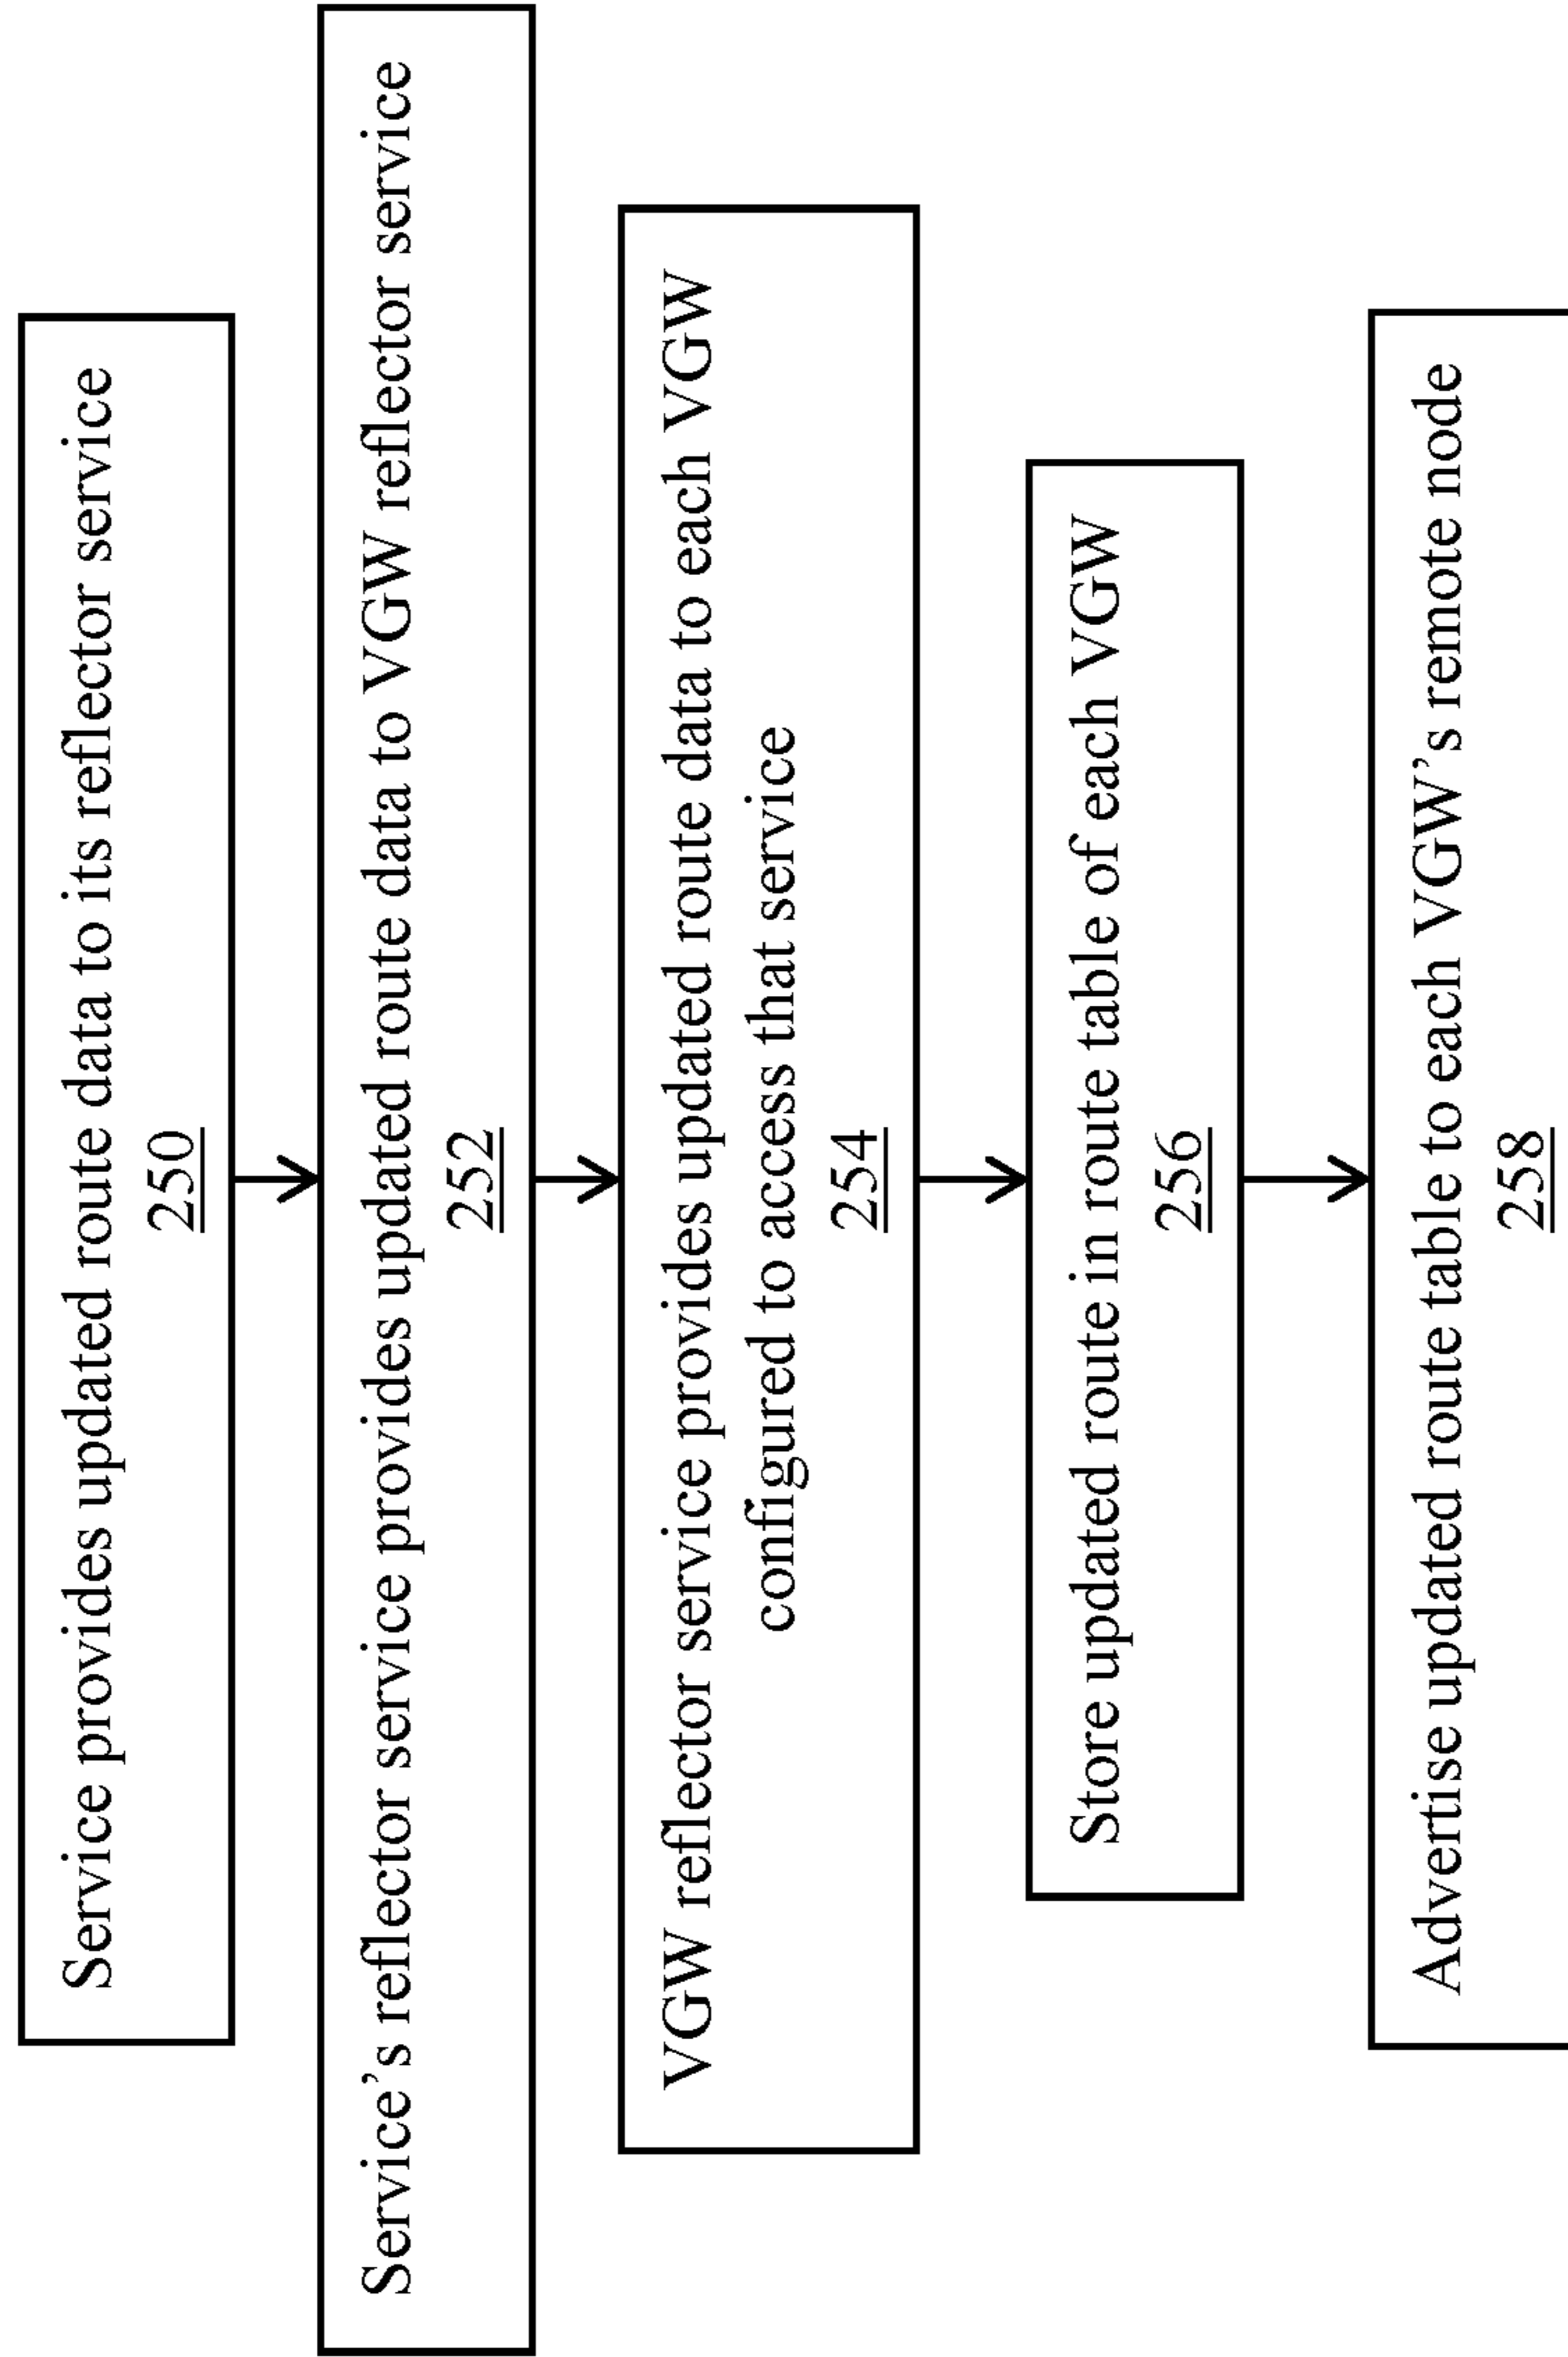 Service provides updated route data to its reflector service
250
Service’s reflector service provides updated route data to VGW reflector service
252
VGW reflector service provides updated route data to each VGW
configured to access that service
254
Store updated route in route table of each VGW
256
Advertise updated route table to each VGW’s remote node
258